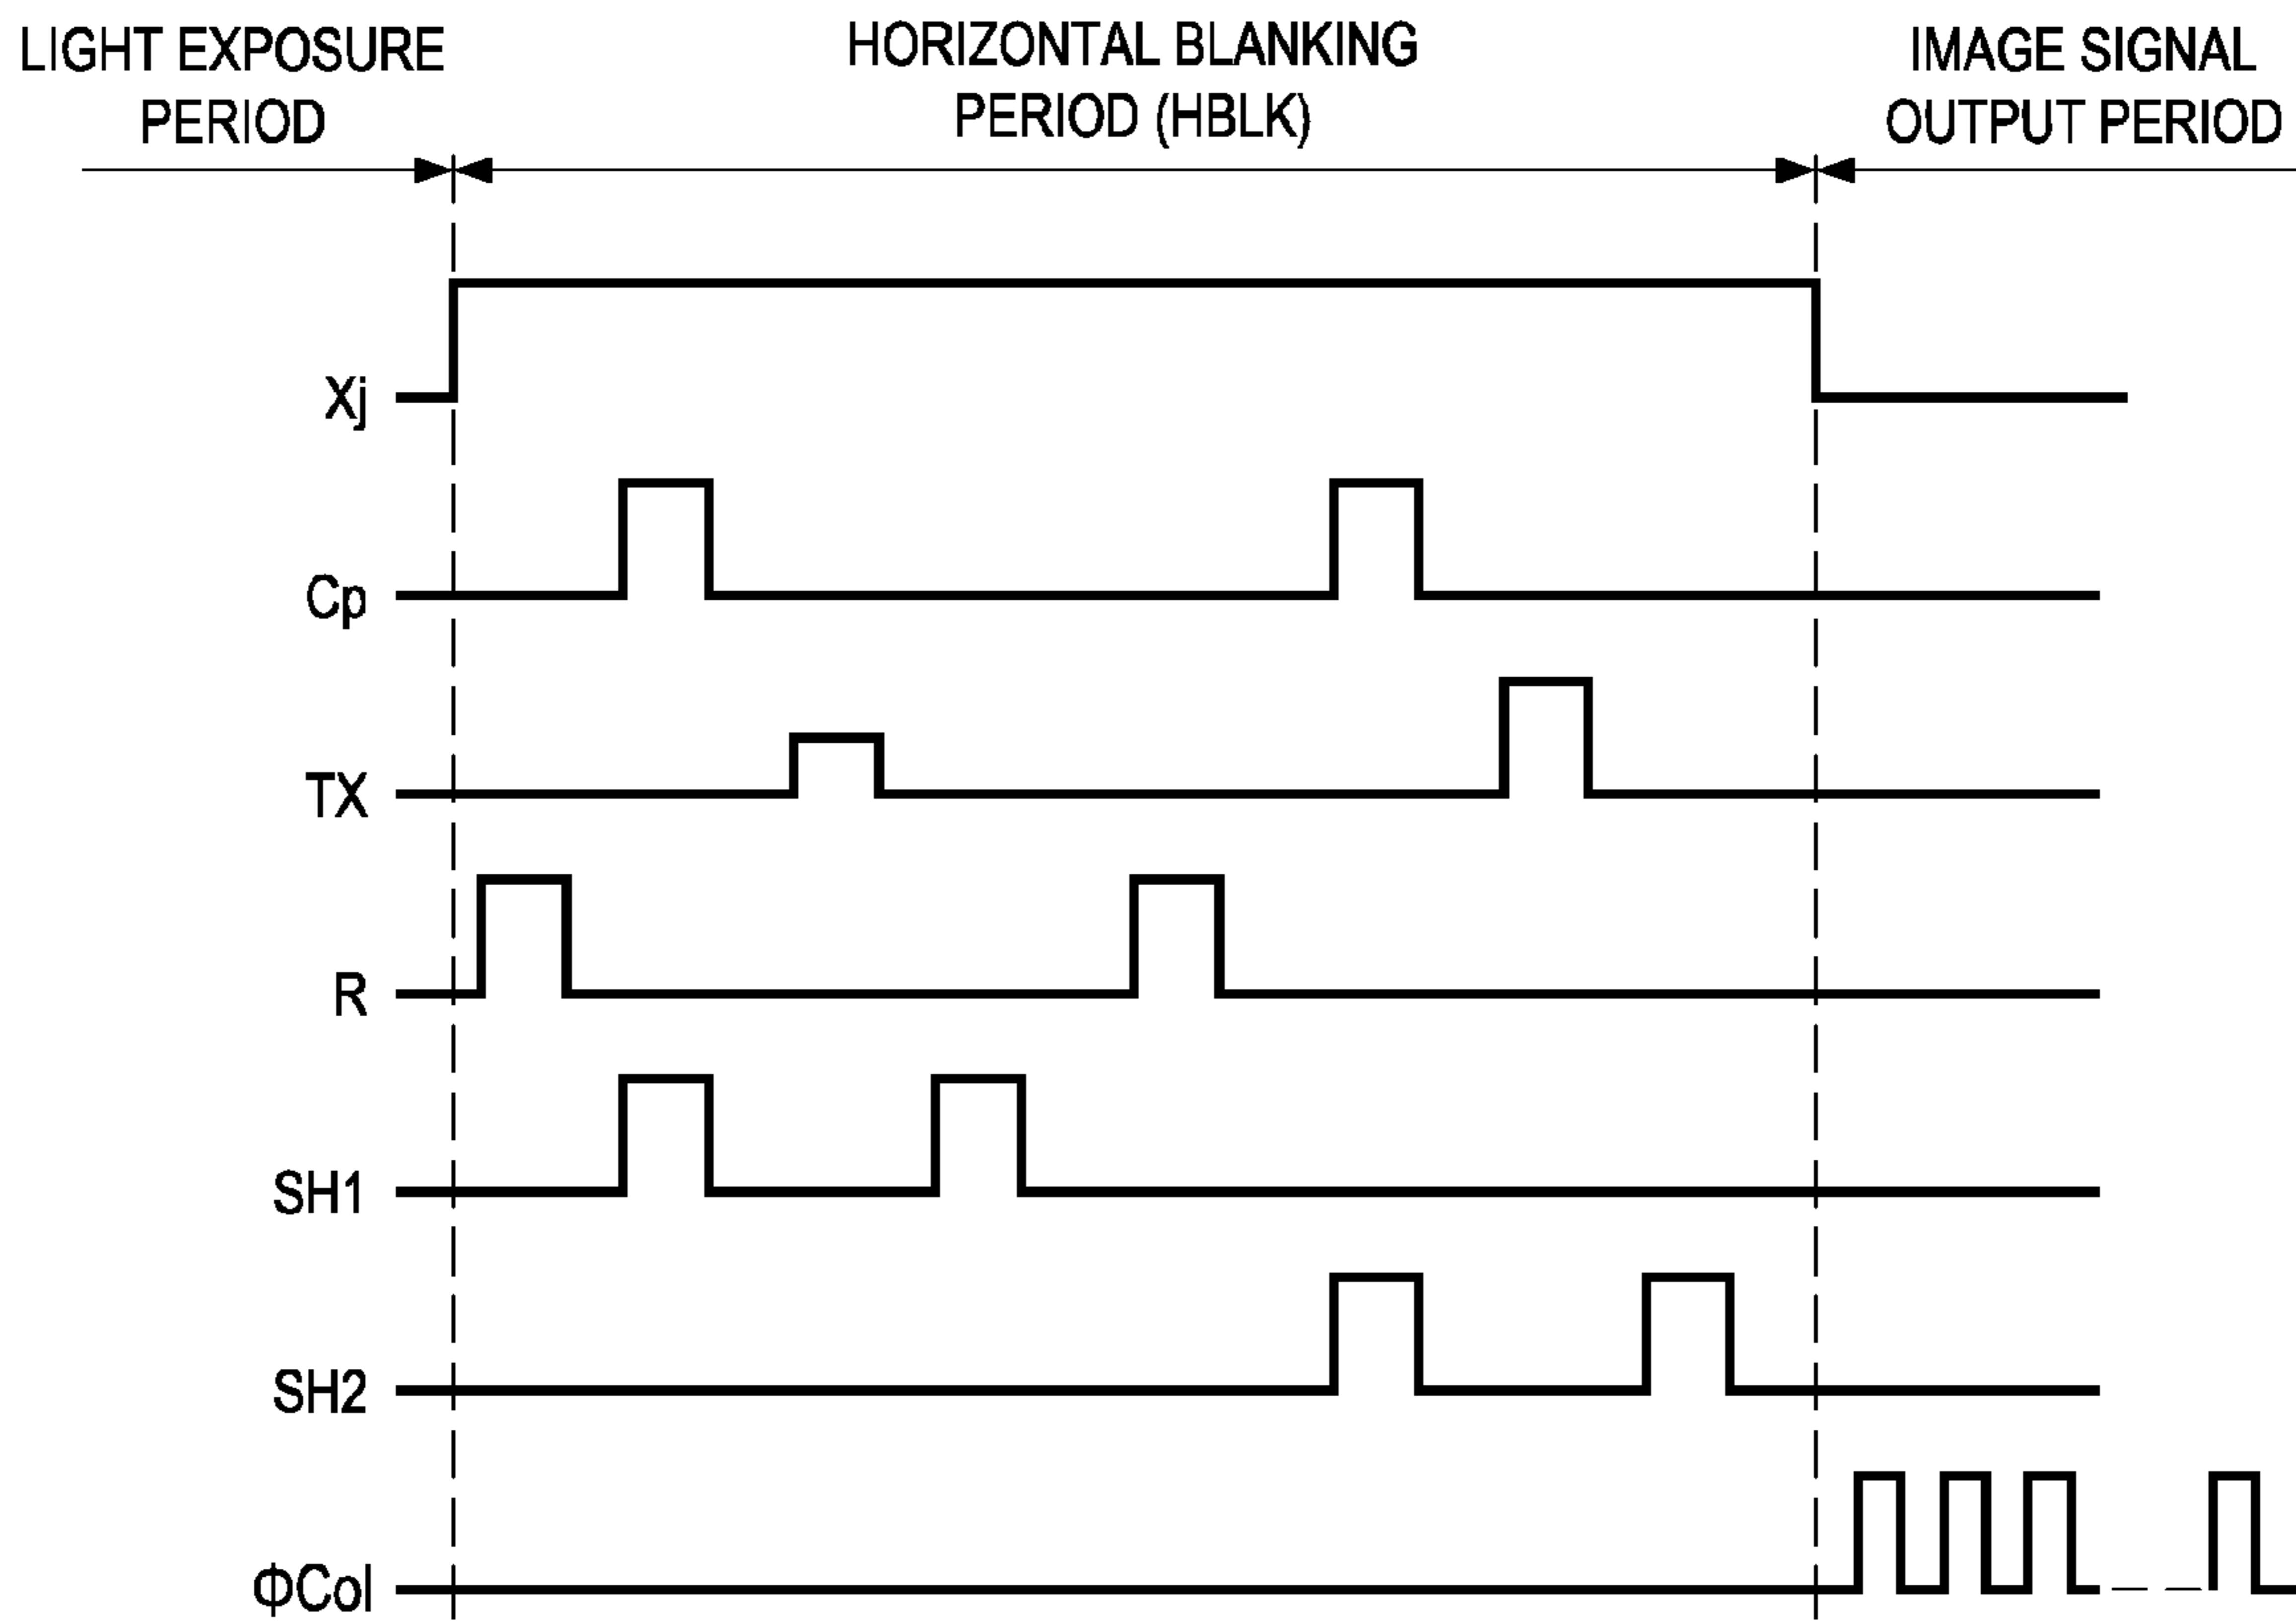 LIGHT EXPOSURE
PERIOD
HORIZONTAL BLANKING
PERIOD (HBLK)
IMAGE SIGNAL
OUTPUT PERIOD
Xj
Cp
TX
R
SH1
SH2
ΦCol